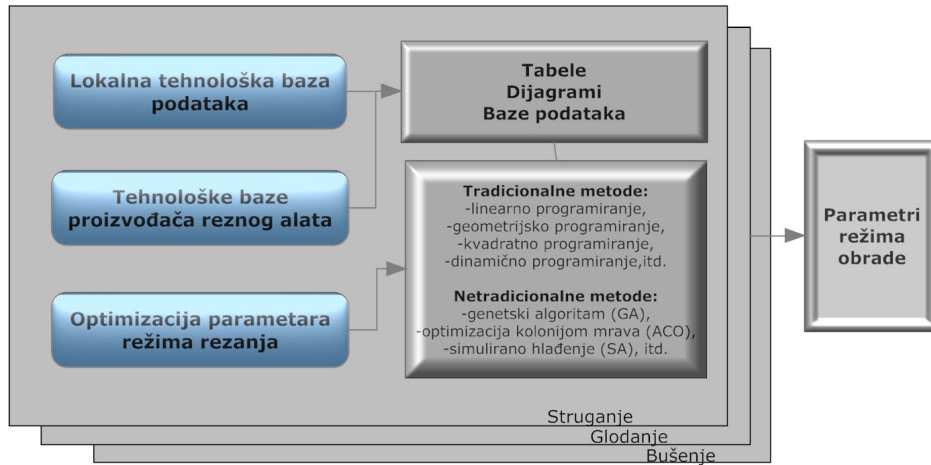 Lokalna tehnološka baza
podataka
Tehnološke baze
proizvođača reznog alata
Optimizacija parametara
režima rezanja
Tabele
Dijagrami
Baze podataka
Tradicionalne metode:
-linearno programiranje,
-geometrijsko programiranje,
-kvadratno programiranje,
-dinamično programiranje,itd.
Netradicionalne metode:
-genetski algoritam (GA),
-optimizacija kolonijom mrava (ACO),
-simulirano hlađenje (SA), itd.
Parametri
režima
obrade
Struganje
Glodanje
Bušenje